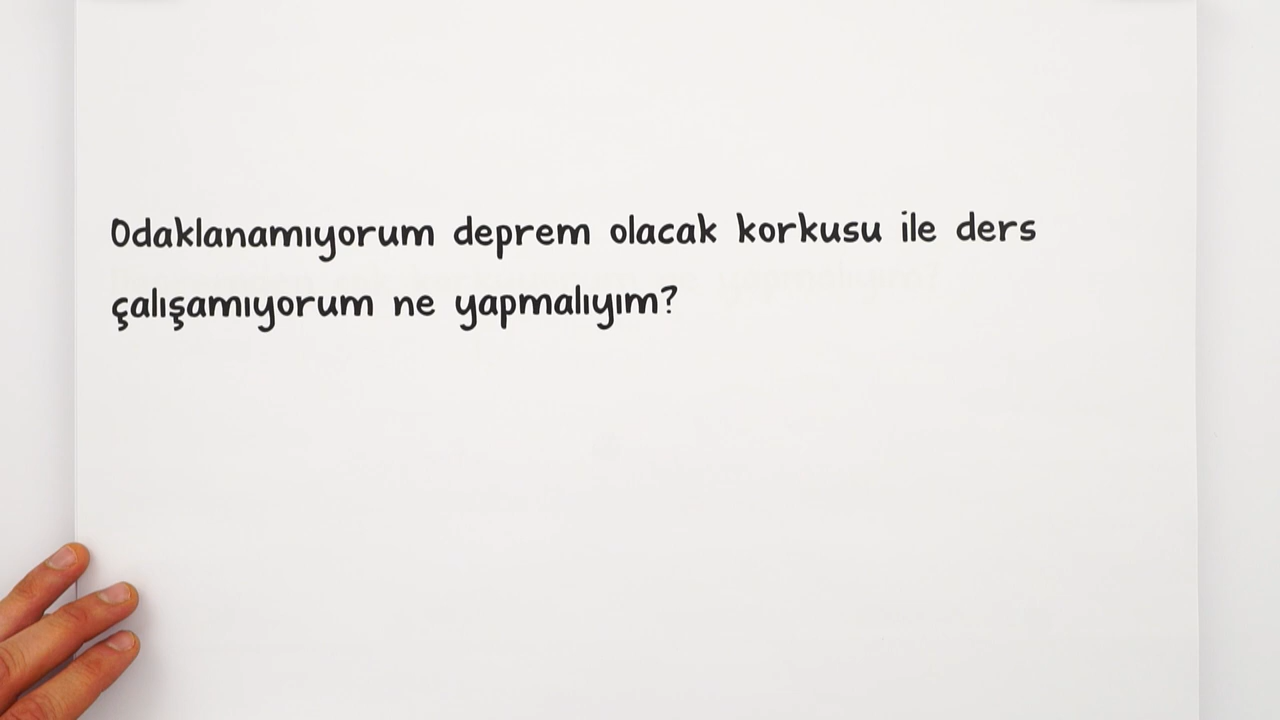 Odaklanamıyorum deprem olacak korkusu ile ders
çalışamıyorum ne yapmalıyım?